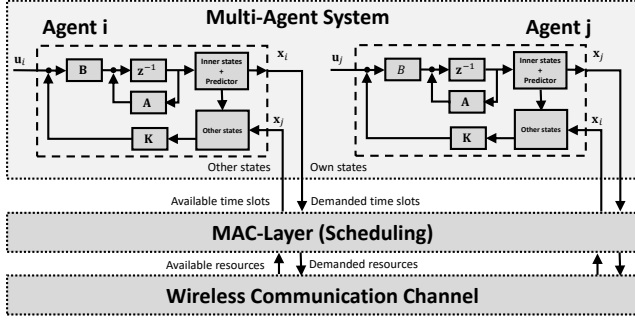 Multi-Agent System
Agent i
Agent j
u_i
B
z⁻¹
Inner states
+
Predictor
x_i
A
K
Other states
x_j
u_j
B
z⁻¹
Inner states
+
Predictor
x_j
A
K
Other states
x_i
Other states
Own states
Available time slots
Demanded time slots
MAC-Layer (Scheduling)
Available resources
Demanded resources
Wireless Communication Channel